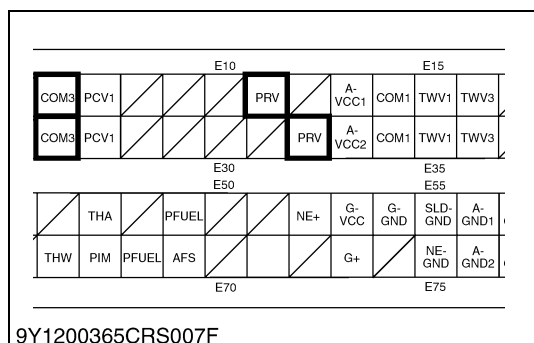 E10 E15
COM3 PCV1 PRV A-VCC1 COM1 TWV1 TWV3
COM3 PCV1 PRV A-VCC2 COM1 TWV1 TWV3
E30 E35
E50 E55
THA PFUEL NE+ G-VCC G-GND SLD-GND A-GND1
THW PIM PFUEL AFS G+ NE-GND A-GND2
E70 E75
9Y1200365CRS007F